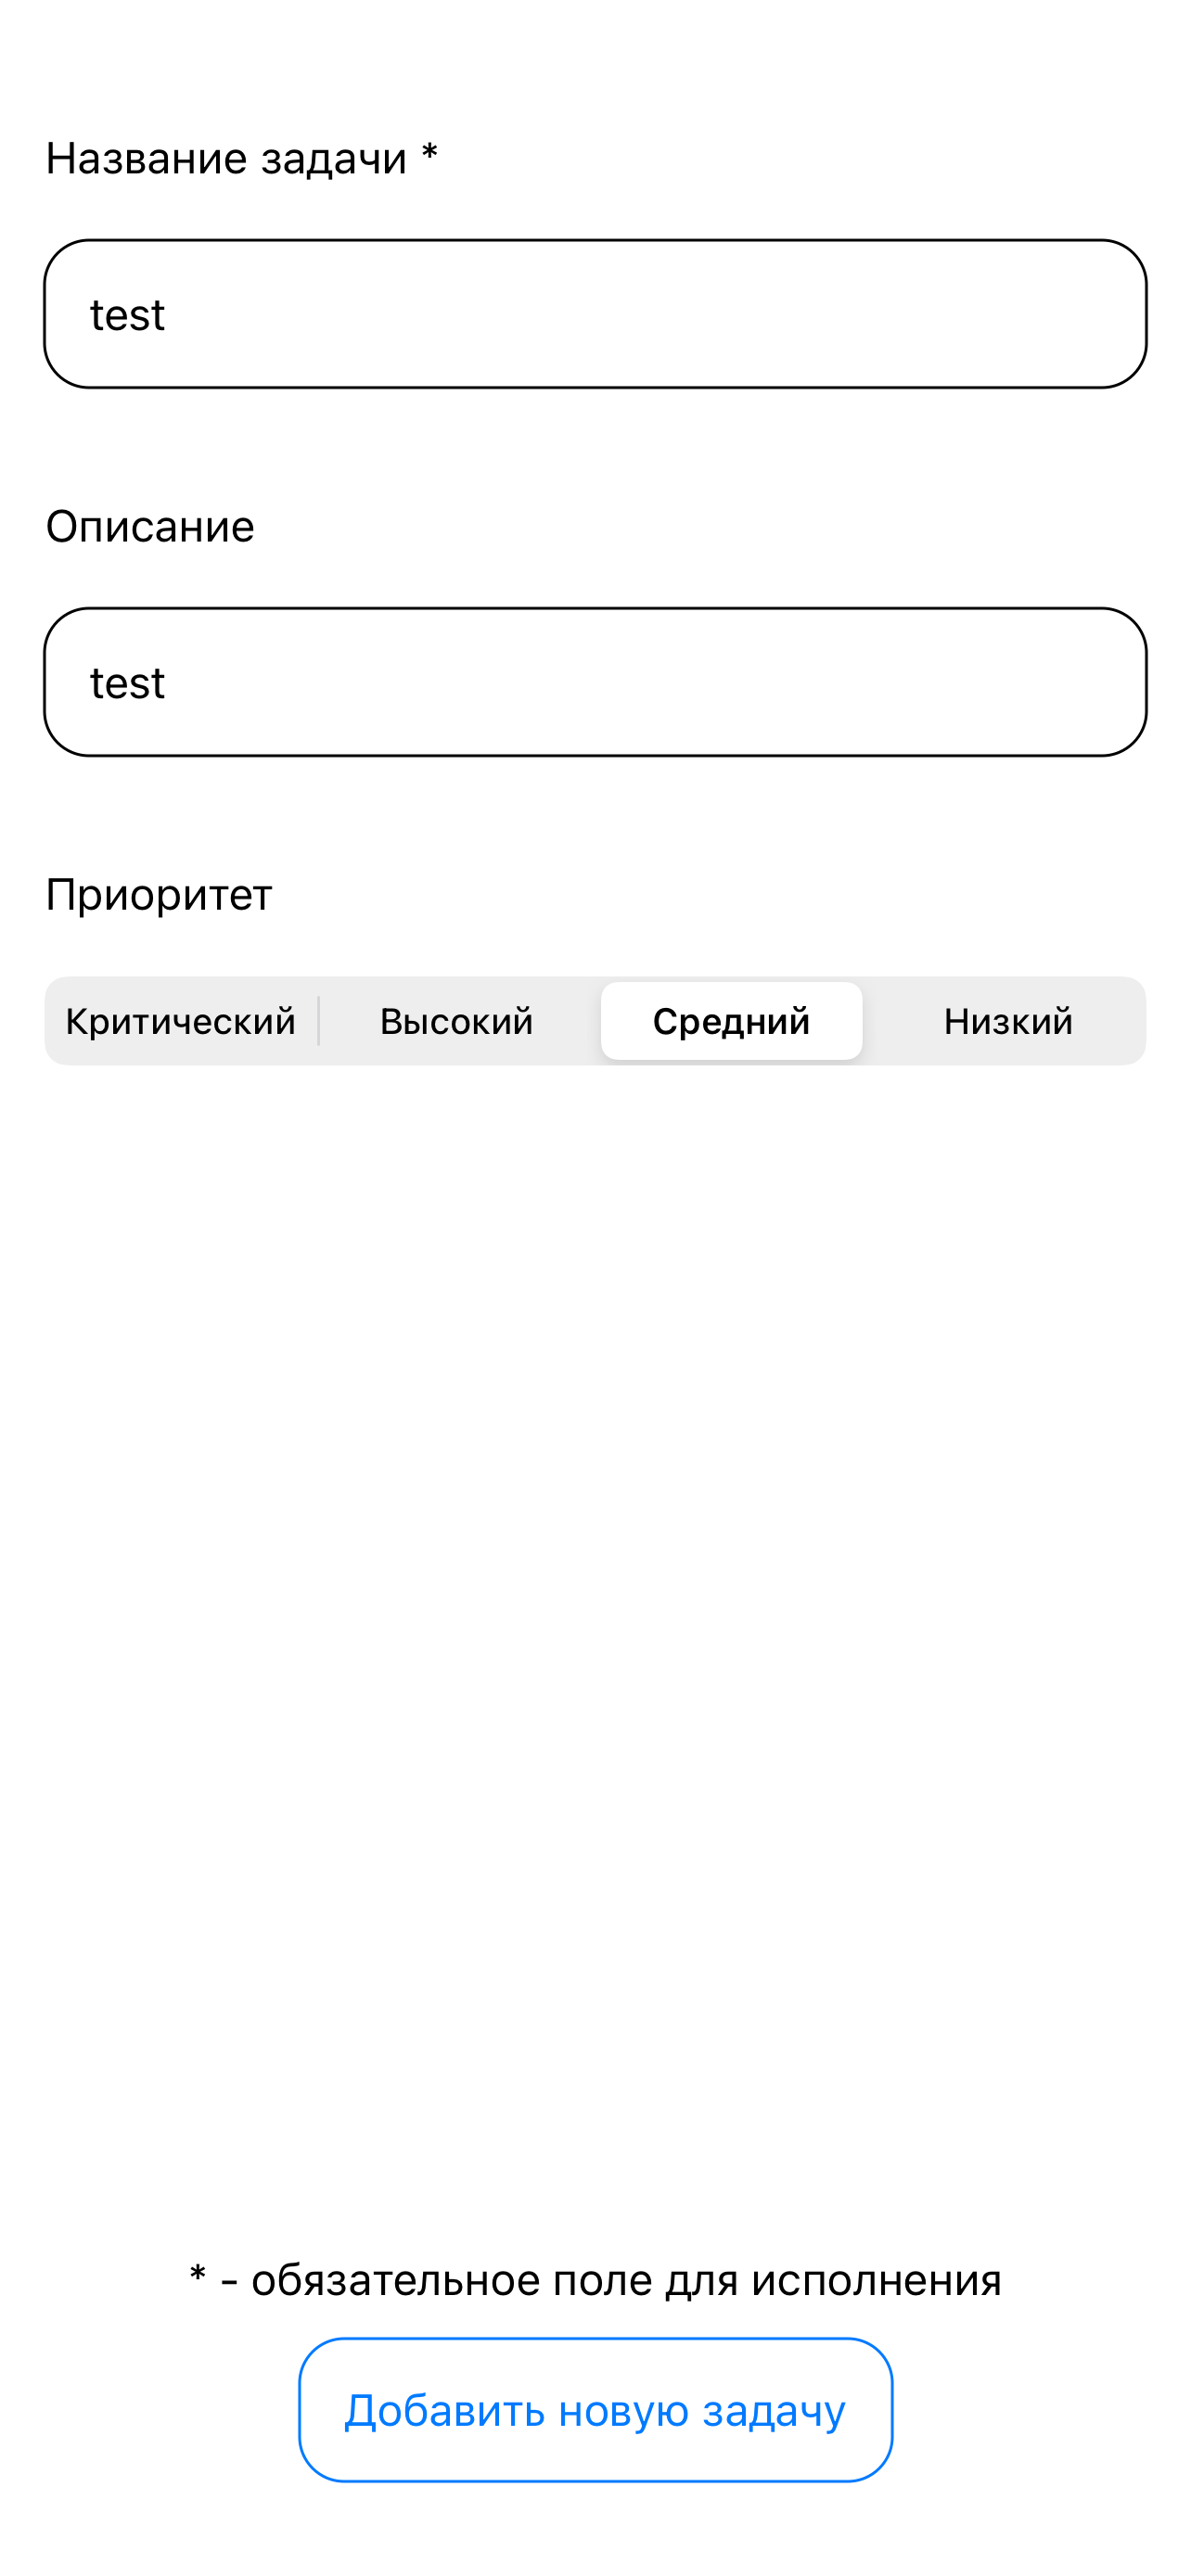 Название задачи *
test
Описание
test
Приоритет
Критический Высокий Средний Низкий
* - обязательное поле для исполнения
Добавить новую задачу